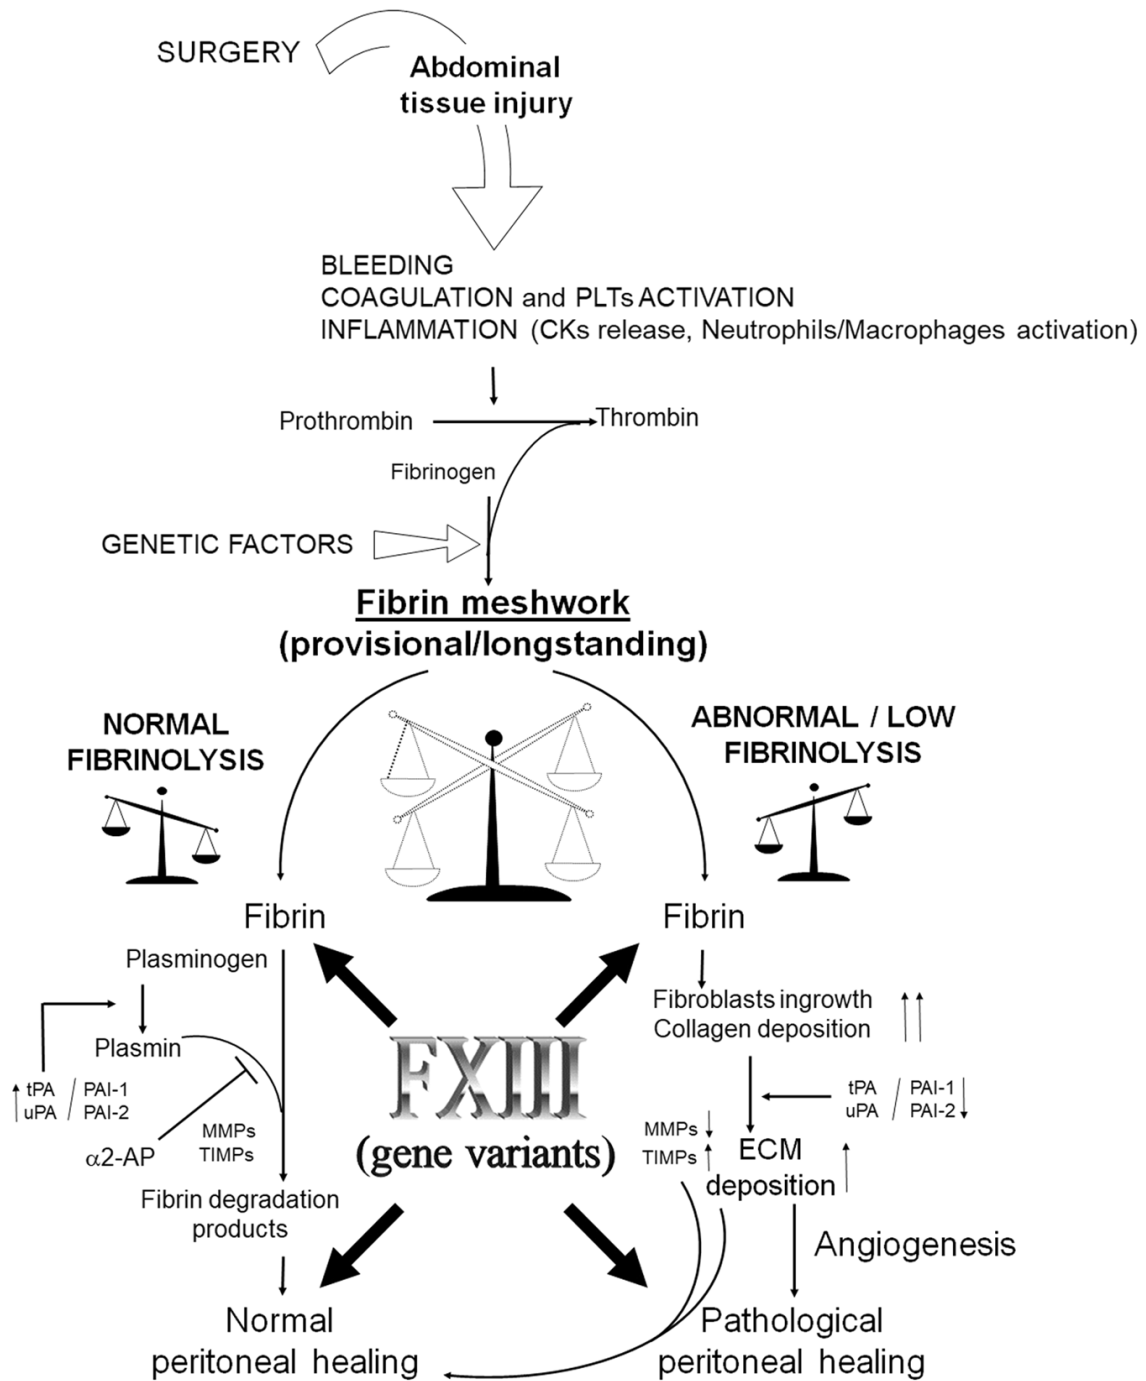 SURGERY
Abdominal
tissue injury
BLEEDING
COAGULATION and PLTs ACTIVATION
INFLAMMATION (CKs release, Neutrophils/Macrophages activation)
Prothrombin
Thrombin
Fibrinogen
GENETIC FACTORS
Fibrin meshwork
(provisional/longstanding)
NORMAL
FIBRINOLYSIS
ABNORMAL / LOW
FIBRINOLYSIS
Fibrin
Fibrin
Plasminogen
Plasmin
tPA / PAI-1
uPA / PAI-2
α2-AP
MMPs
TIMPs
Fibrin degradation
products
Normal
peritoneal healing
FXIII
(gene variants)
Fibroblasts ingrowth
Collagen deposition
tPA / PAI-1
uPA / PAI-2
MMPs
TIMPs
ECM
deposition
Angiogenesis
Pathological
peritoneal healing